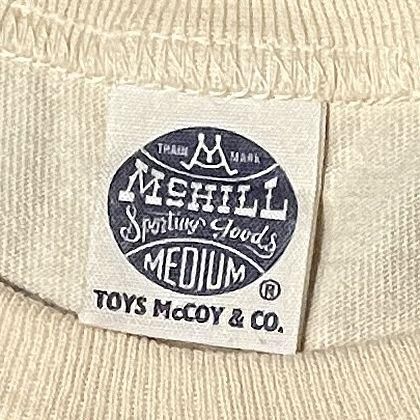 TRADE MARK
McHILL
Sporting Goods
MEDIUM
®
TOYS McCOY & CO.